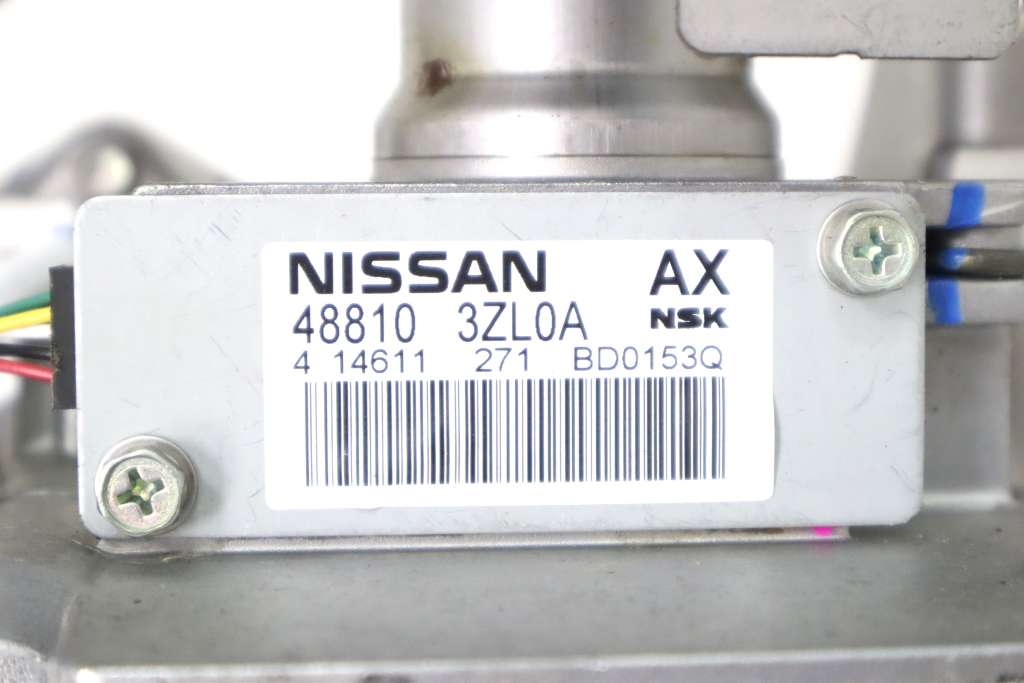 NISSAN AX
48810 3ZL0A NSK
4 14611 271 BD0153Q